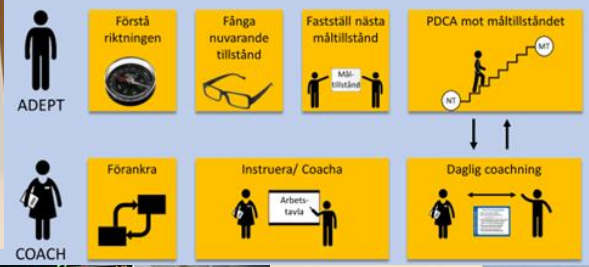 Förstå
riktningen
Fånga
nuvarande
tillstånd
Fastställ nästa
måltillstånd
Mål-
tillstånd
PDCA mot måltillståndet
MT
NT
ADEPT
Förankra
Instruera/ Coacha
Arbets-
tavla
Daglig coachning
COACH